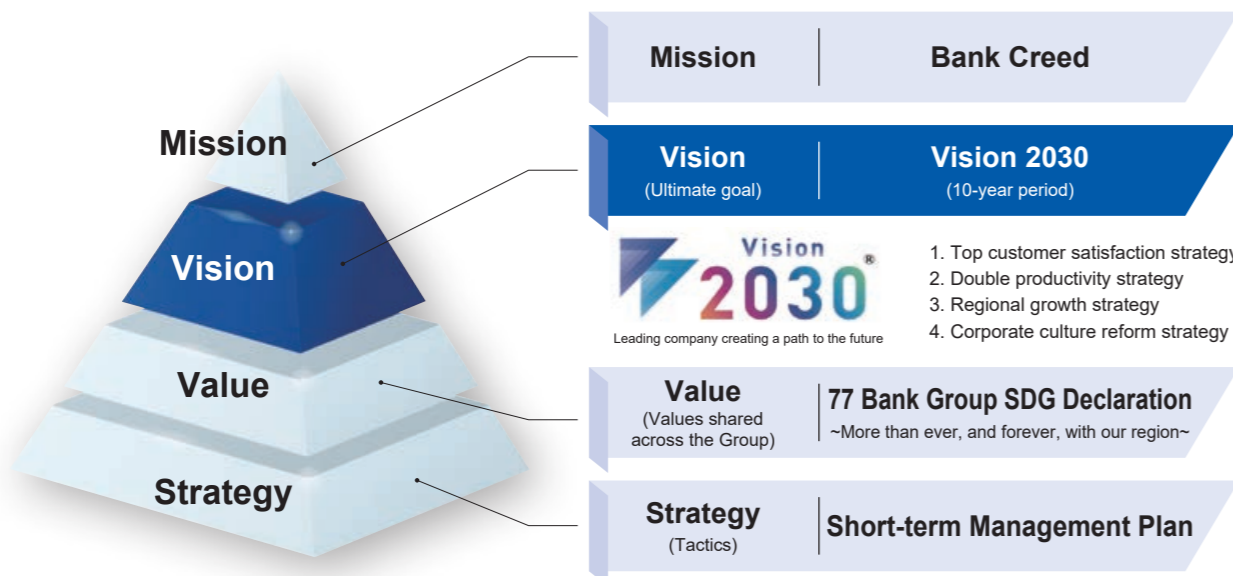 Mission
Vision
Value
Strategy
Mission
Bank Creed
Vision
(Ultimate goal)
Vision 2030
(10-year period)
Vision
2030®
Leading company creating a path to the future
1. Top customer satisfaction strategy
2. Double productivity strategy
3. Regional growth strategy
4. Corporate culture reform strategy
Value
(Values shared
across the Group)
77 Bank Group SDG Declaration
~More than ever, and forever, with our region~
Strategy
(Tactics)
Short-term Management Plan